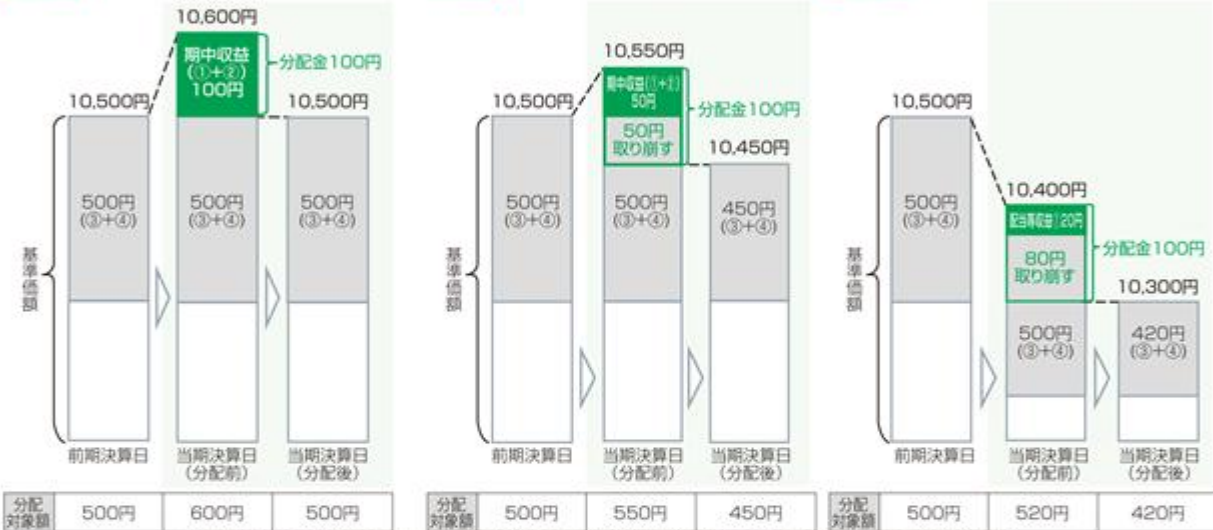 10,600円
期中収益
(①+②)
100円
分配金100円
10,500円
10,500円
500円
(③+④)
500円
(③+④)
500円
(③+④)
基準価額
前期決算日
当期決算日
(分配前)
当期決算日
(分配後)
分配
対象額
500円
600円
500円
10,550円
期中収益(①+②)
50円
分配金100円
10,500円
50円
取り崩す
10,450円
500円
(③+④)
500円
(③+④)
450円
(③+④)
基準価額
前期決算日
当期決算日
(分配前)
当期決算日
(分配後)
分配
対象額
500円
550円
450円
10,500円
10,400円
配当等収益①20円
分配金100円
80円
取り崩す
10,300円
500円
(③+④)
500円
(③+④)
420円
(③+④)
基準価額
前期決算日
当期決算日
(分配前)
当期決算日
(分配後)
分配
対象額
500円
520円
420円